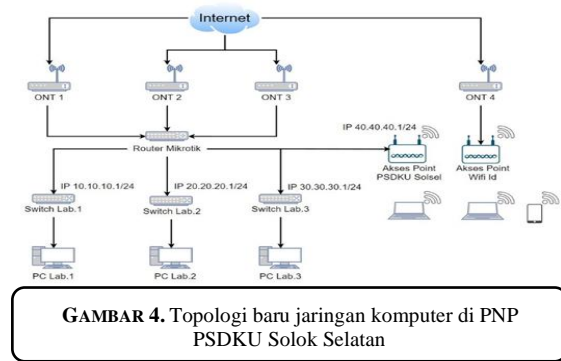 Internet
ONT 1
ONT 2
ONT 3
ONT 4
IP 40.40.40.1/24
Router Mikrotik
Akses Point
PSDKU Solsel
Akses Point
Wifi Id
IP 10.10.10.1/24
IP 20.20.20.1/24
IP 30.30.30.1/24
Switch Lab.1
Switch Lab.2
Switch Lab.3
PC Lab.1
PC Lab.2
PC Lab.3
GAMBAR 4. Topologi baru jaringan komputer di PNP
PSDKU Solok Selatan